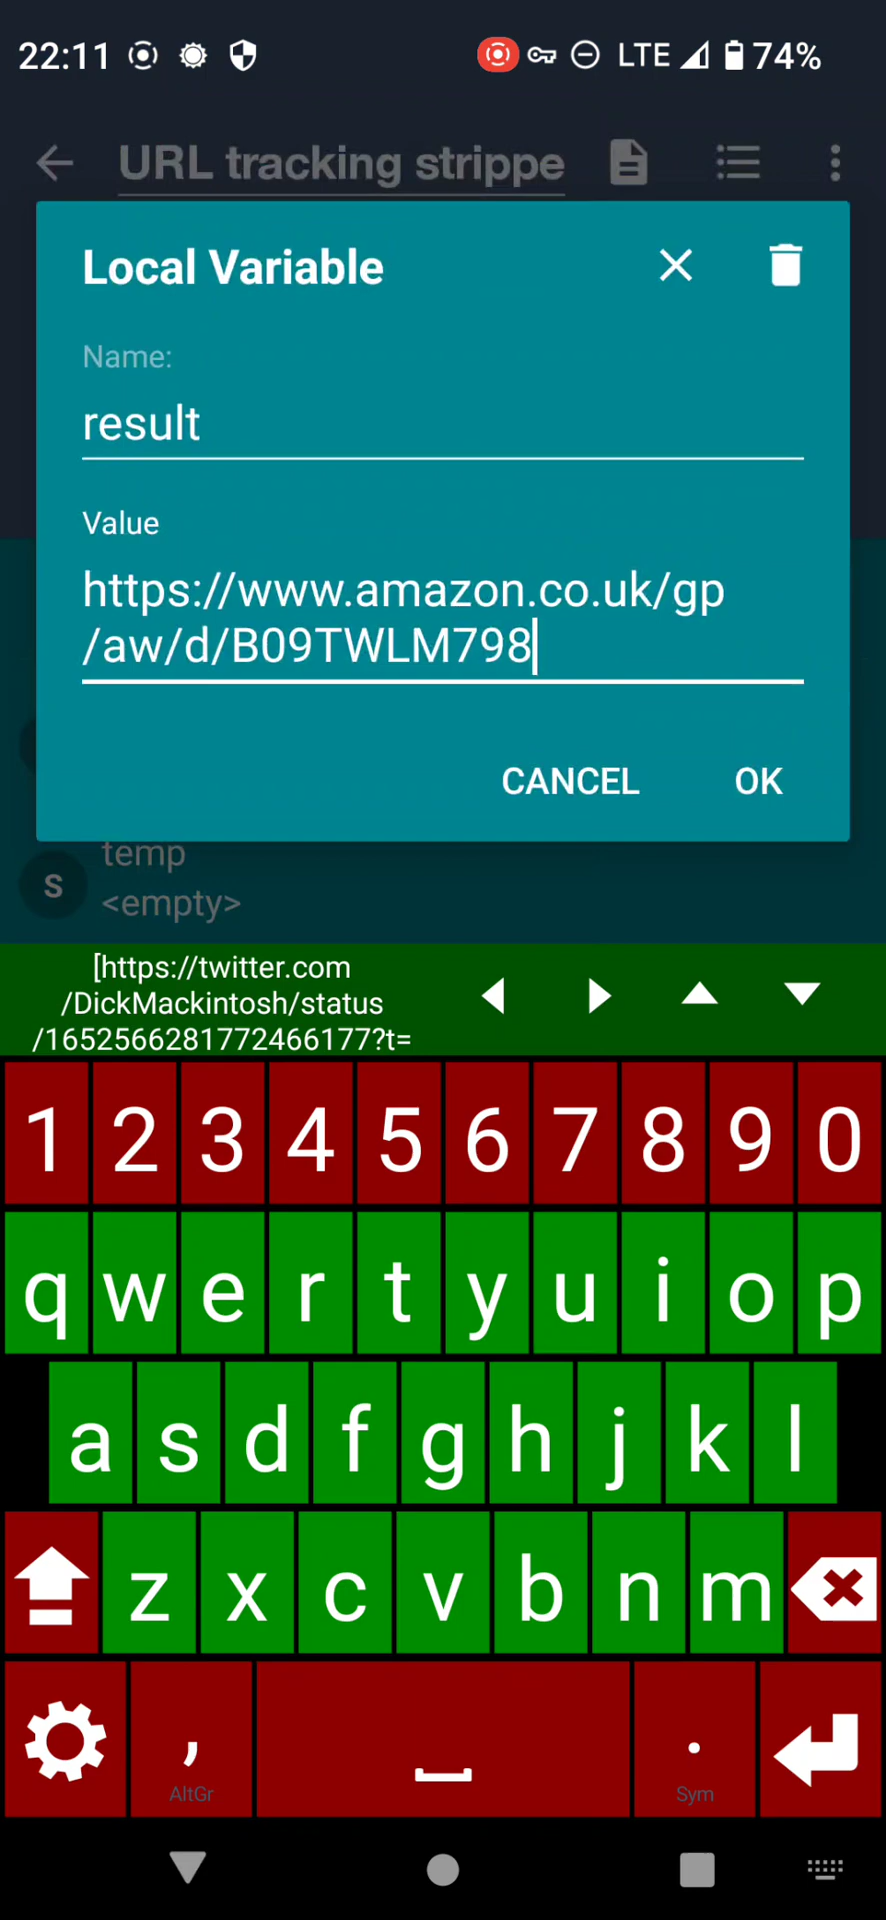 22:11 LTE 74%
URL tracking strippe
Local Variable
Name:
result
Value
https://www.amazon.co.uk/gp
/aw/d/B09TWLM798
CANCEL OK
temp
S
<empty>
[https://twitter.com
/DickMackintosh/status
/1652566281772466177?t=
1 2 3 4 5 6 7 8 9 0
q w e r t y u i o p
a s d f g h j k l
z x c v b n m
, .
AltGr Sym